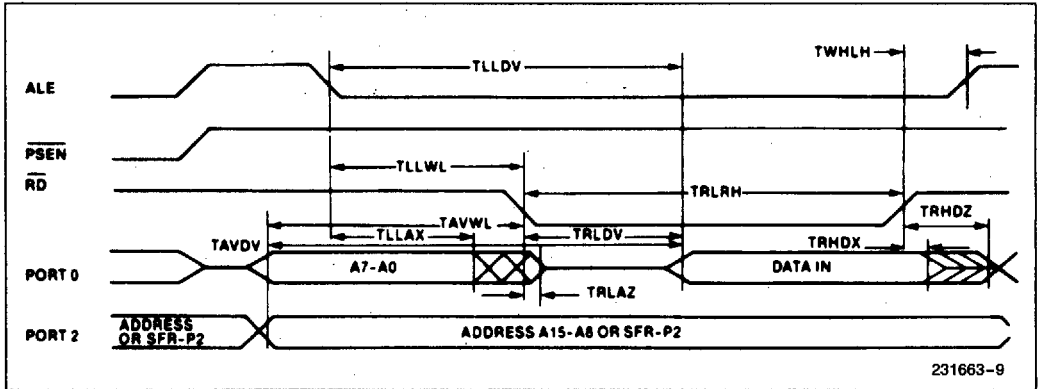 TWHLH
TLLDV
ALE
PSEN
TLLWL
RD
TRLRH
TAVWL
TRHDZ
TAVDV
TLLAX
TRLDV
TRHDX
PORT 0
A7-A0
DATA IN
TRLAZ
PORT 2
ADDRESS
OR SFR-P2
ADDRESS A15-A8 OR SFR-P2
231663-9